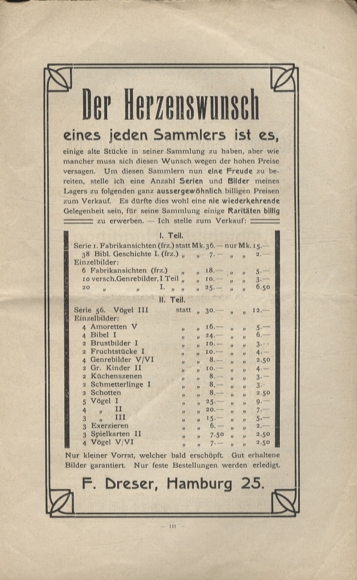 Der Herzenswunsch
eines jeden Sammlers ist es,
einige alte Stücke in seiner Sammlung zu haben, aber wie
mancher muss sich diesen Wunsch wegen der hohen Preise
versagen. Um diesen Sammlern nun eine Freude zu be-
reiten, stelle ich eine Anzahl Serien und Bilder meines
Lagers zu folgenden ganz aussergewöhnlich billigen Preisen
zum Verkauf. Es dürfte dies wohl eine nie wiederkehrende
Gelegenheit sein, für seine Sammlung einige Raritäten billig
zu erwerben. — Ich stelle zum Verkauf:
I. Teil.
Serie 1. Fabrikansichten (frz.) statt Mk. 36.— nur Mk. 15.—
38 Bibl. Geschichte I. (frz.) „ „ 7.— „ „ 2.—
Einzelbilder:
6 Fabrikansichten (frz.) „ „ 18.— „ „ 5.—
10 versch. Genrebilder, I Teil „ „ 10.— „ „ 3.—
20 „ „ I. „ „ „ 25.— „ „ 6.50
II. Teil.
Serie 56. Vögel III statt „ 30.— „ „ 12.—
Einzelbilder:
4 Amoretten V „ „ 16.— „ „ 5.—
4 Bibel I „ „ 24.— „ „ 6.—
2 Brustbilder I „ „ 10.— „ „ 3.—
2 Fruchtstücke I „ „ 10.— „ „ 4.—
4 Genrebilder V/VI „ „ 8.— „ „ 2.50
2 Gr. Kinder II „ „ 10.— „ „ 4.—
2 Küchenszenen „ „ 8.— „ „ 3.—
2 Schmetterlinge I „ „ 8.— „ „ 3.—
2 Schotten „ „ 8.— „ „ 2.50
5 Vögel I „ „ 25.— „ „ 9.—
4 „ II „ „ 20.— „ „ 7.—
3 „ III „ „ 15.— „ „ 5.—
3 Exerzieren „ „ 6.— „ „ 2.—
3 Spielkarten II „ „ 7.50 „ „ 2.50
4 Vögel V/VI „ „ 7.— „ „ 2.50
Nur kleiner Vorrat, welcher bald erschöpft. Gut erhaltene
Bilder garantiert. Nur feste Bestellungen werden erledigt.
F. Dreser, Hamburg 25.